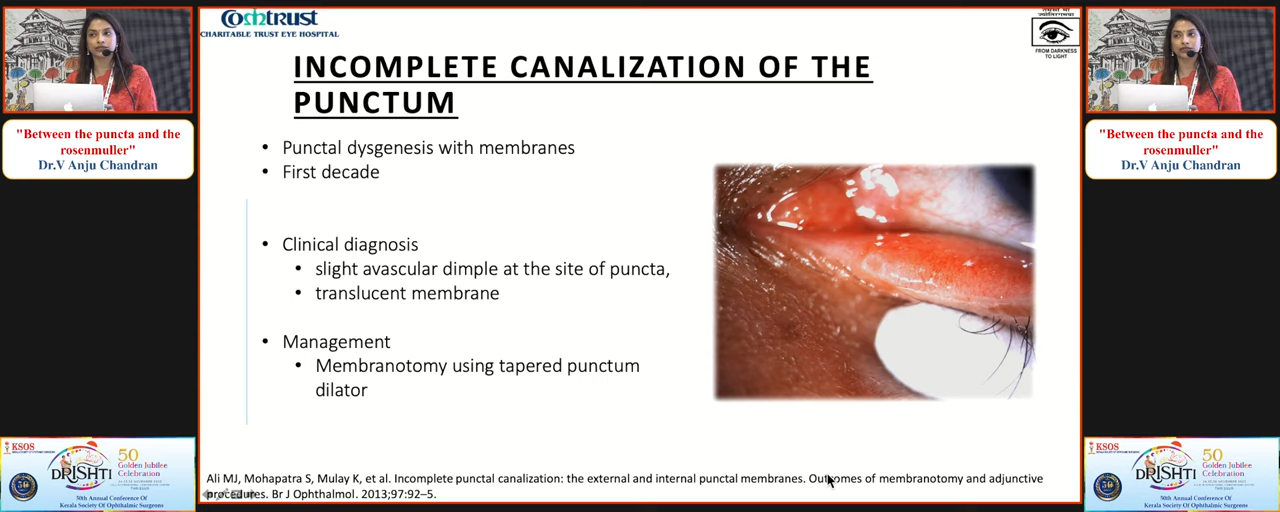 Comtrust
CHARITABLE TRUST EYE HOSPITAL
FROM DARKNESS
TO LIGHT
INCOMPLETE CANALIZATION OF THE
PUNCTUM
• Punctal dysgenesis with membranes
• First decade
• Clinical diagnosis
• slight avascular dimple at the site of puncta,
• translucent membrane
• Management
• Membranotomy using tapered punctum
dilator
Ali MJ, Mohapatra S, Mulay K, et al. Incomplete punctal canalization: the external and internal punctal membranes. Outcomes of membranotomy and adjunctive
procedures. Br J Ophthalmol. 2013;97:92–5.
"Between the puncta and the
rosenmuller"
Dr.V Anju Chandran
KSOS
DRISHTI
50
Golden Jubilee
Celebration
50th Annual Conference Of
Kerala Society Of Ophthalmic Surgeons
"Between the puncta and the
rosenmuller"
Dr.V Anju Chandran
KSOS
DRISHTI
50
Golden Jubilee
Celebration
50th Annual Conference Of
Kerala Society Of Ophthalmic Surgeons